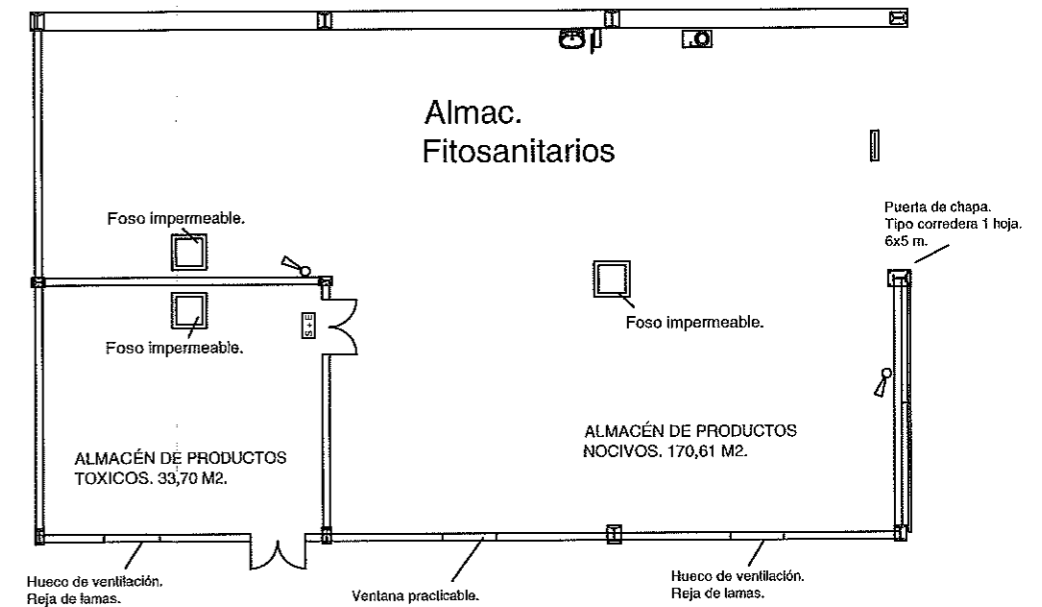 Almac.
Fitosanitarios
Puerta de chapa.
Tipo corredera 1 hoja.
6x5 m.
Foso impermeable.
Foso impermeable.
S + E
Foso impermeable.
ALMACÉN DE PRODUCTOS
TOXICOS. 33,70 M2.
ALMACÉN DE PRODUCTOS
NOCIVOS. 170,61 M2.
Hueco de ventilación.
Reja de lamas.
Ventana practicable.
Hueco de ventilación.
Reja de lamas.